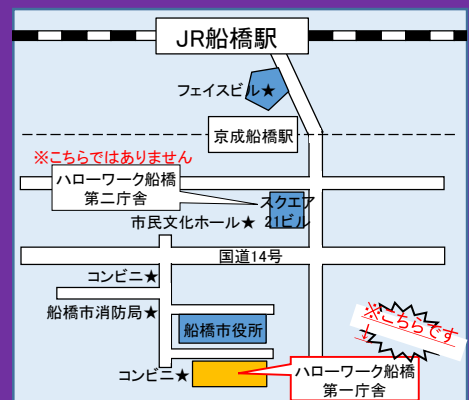 JR船橋駅
フェイスビル★
京成船橋駅
※こちらではありません
ハローワーク船橋
第二庁舎
スクエア
21ビル
市民文化ホール★
国道14号
コンビニ★
船橋市消防局★
船橋市役所
※こちらです
↓
コンビニ★
ハローワーク船橋
第一庁舎